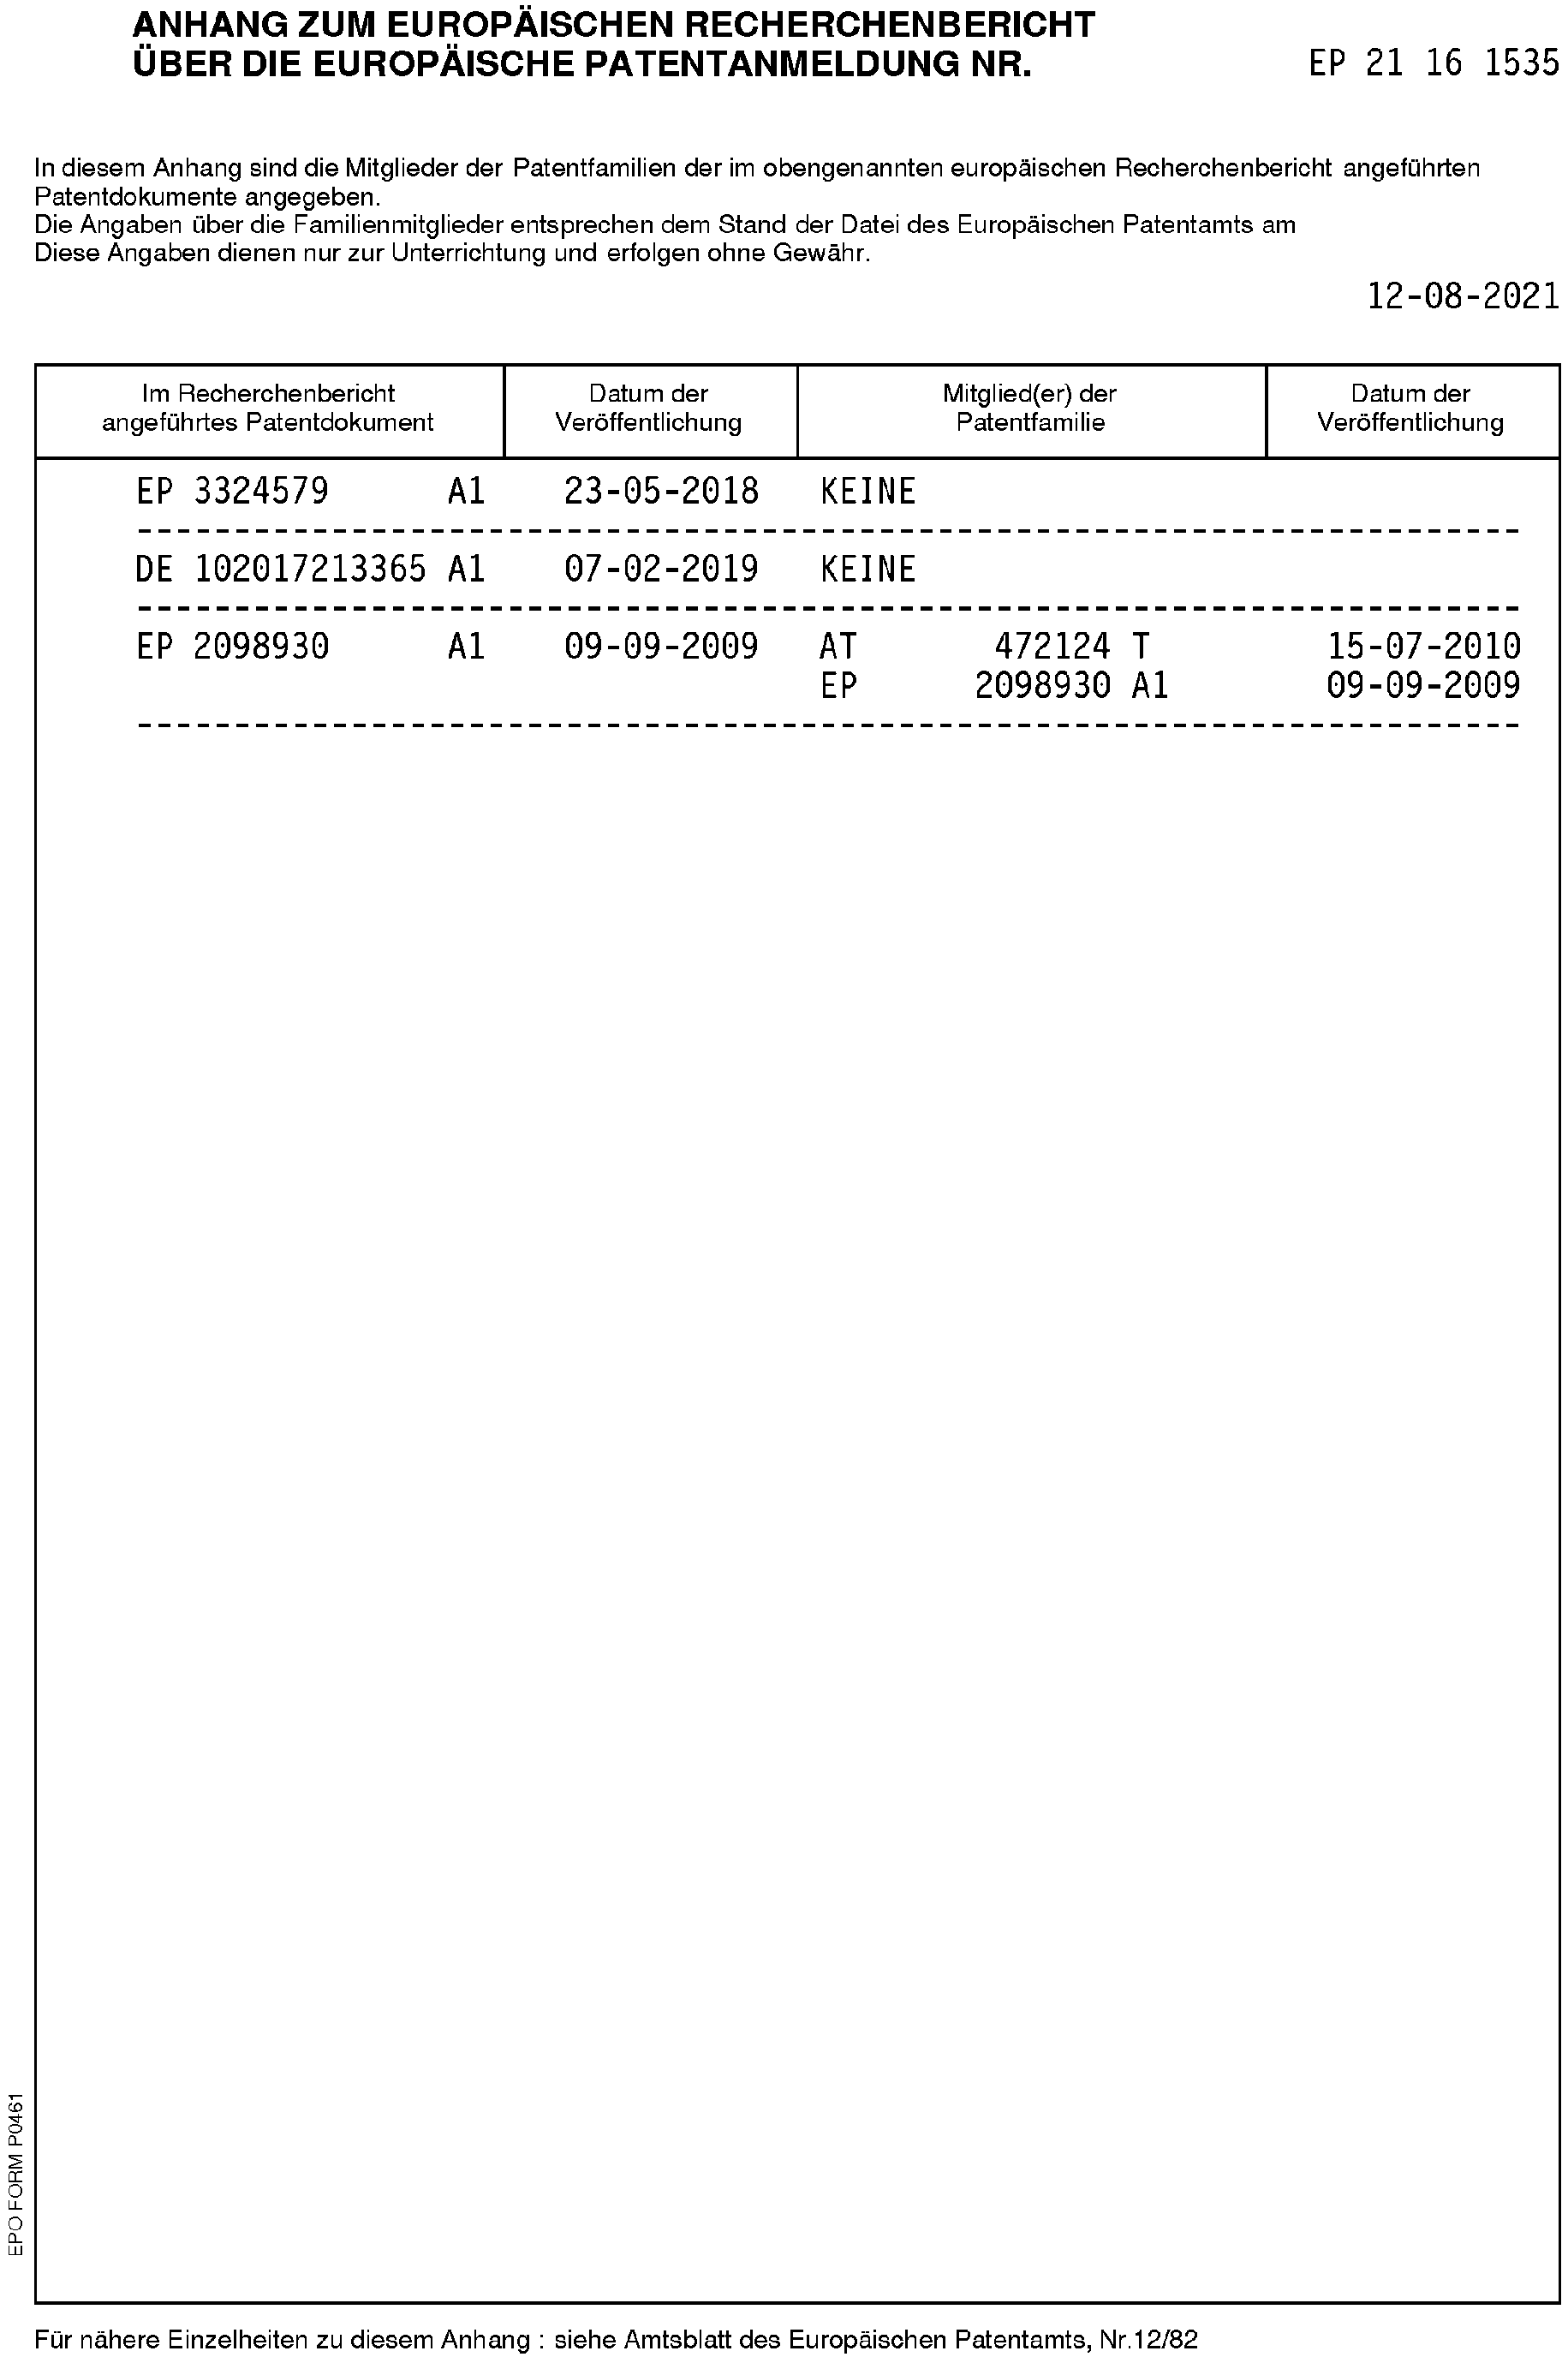 ANHANG ZUM EUROPÄISCHEN RECHERCHENBERICHT
ÜBER DIE EUROPÄISCHE PATENTANMELDUNG NR. EP 21 16 1535
In diesem Anhang sind die Mitglieder der Patentfamilien der im obengenannten europäischen Recherchenbericht angeführten
Patentdokumente angegeben.
Die Angaben über die Familienmitglieder entsprechen dem Stand der Datei des Europäischen Patentamts am
Diese Angaben dienen nur zur Unterrichtung und erfolgen ohne Gewähr.
12-08-2021
Im Recherchenbericht Datum der Mitglied(er) der Datum der
angeführtes Patentdokument Veröffentlichung Patentfamilie Veröffentlichung
EP 3324579 A1 23-05-2018 KEINE
DE 102017213365 A1 07-02-2019 KEINE
EP 2098930 A1 09-09-2009 AT 472124 T 15-07-2010
EP 2098930 A1 09-09-2009
EPO FORM P0461
Für nähere Einzelheiten zu diesem Anhang : siehe Amtsblatt des Europäischen Patentamts, Nr.12/82